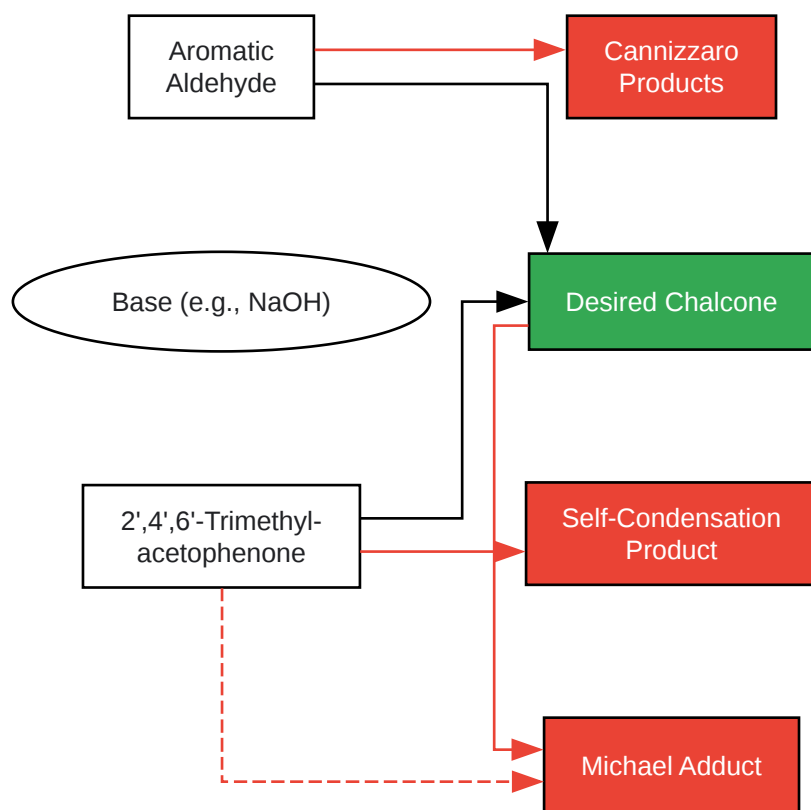 Aromatic
Aldehyde
Cannizzaro
Products
Base (e.g., NaOH)
Desired Chalcone
2',4',6'-Trimethyl-
acetophenone
Self-Condensation
Product
Michael Adduct